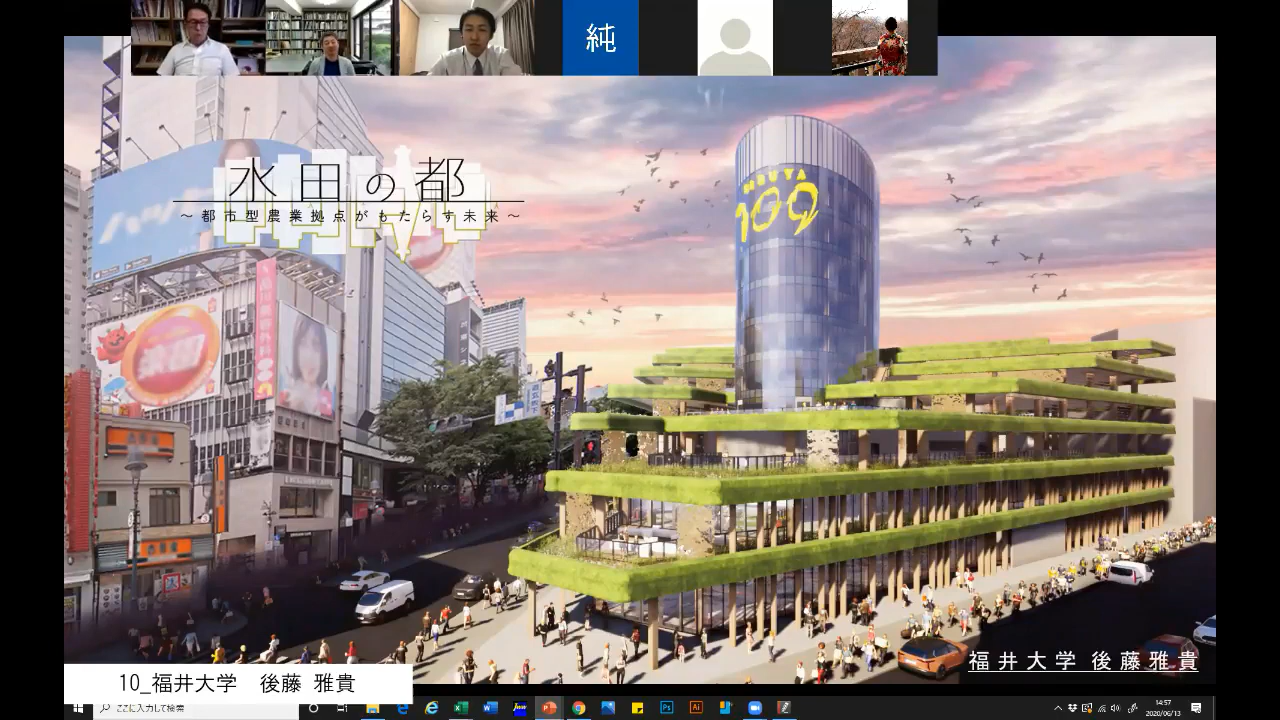 純
水田の都
～都市型農業拠点がもたらす未来～
109
福井大学 後藤雅貴
10_福井大学 後藤 雅貴
ここに入力して検索
14:57
2020/06/13